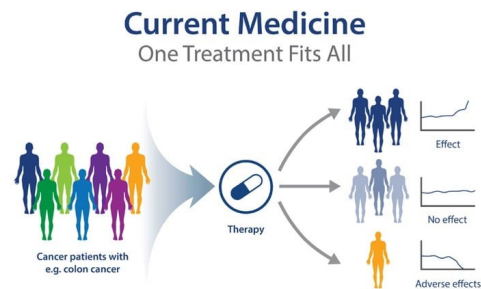 Current Medicine
One Treatment Fits All
Effect
Therapy
No effect
Cancer patients with
e.g. colon cancer
Adverse effects